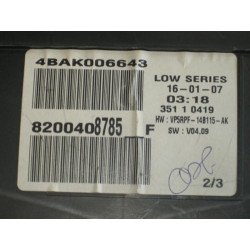 4BAK006643
LOW SERIES
16-01-07
03:18
351 1 0419
HW : VP5RPF-14B115-AK
SW : V04.09
8200408785 F
2/3